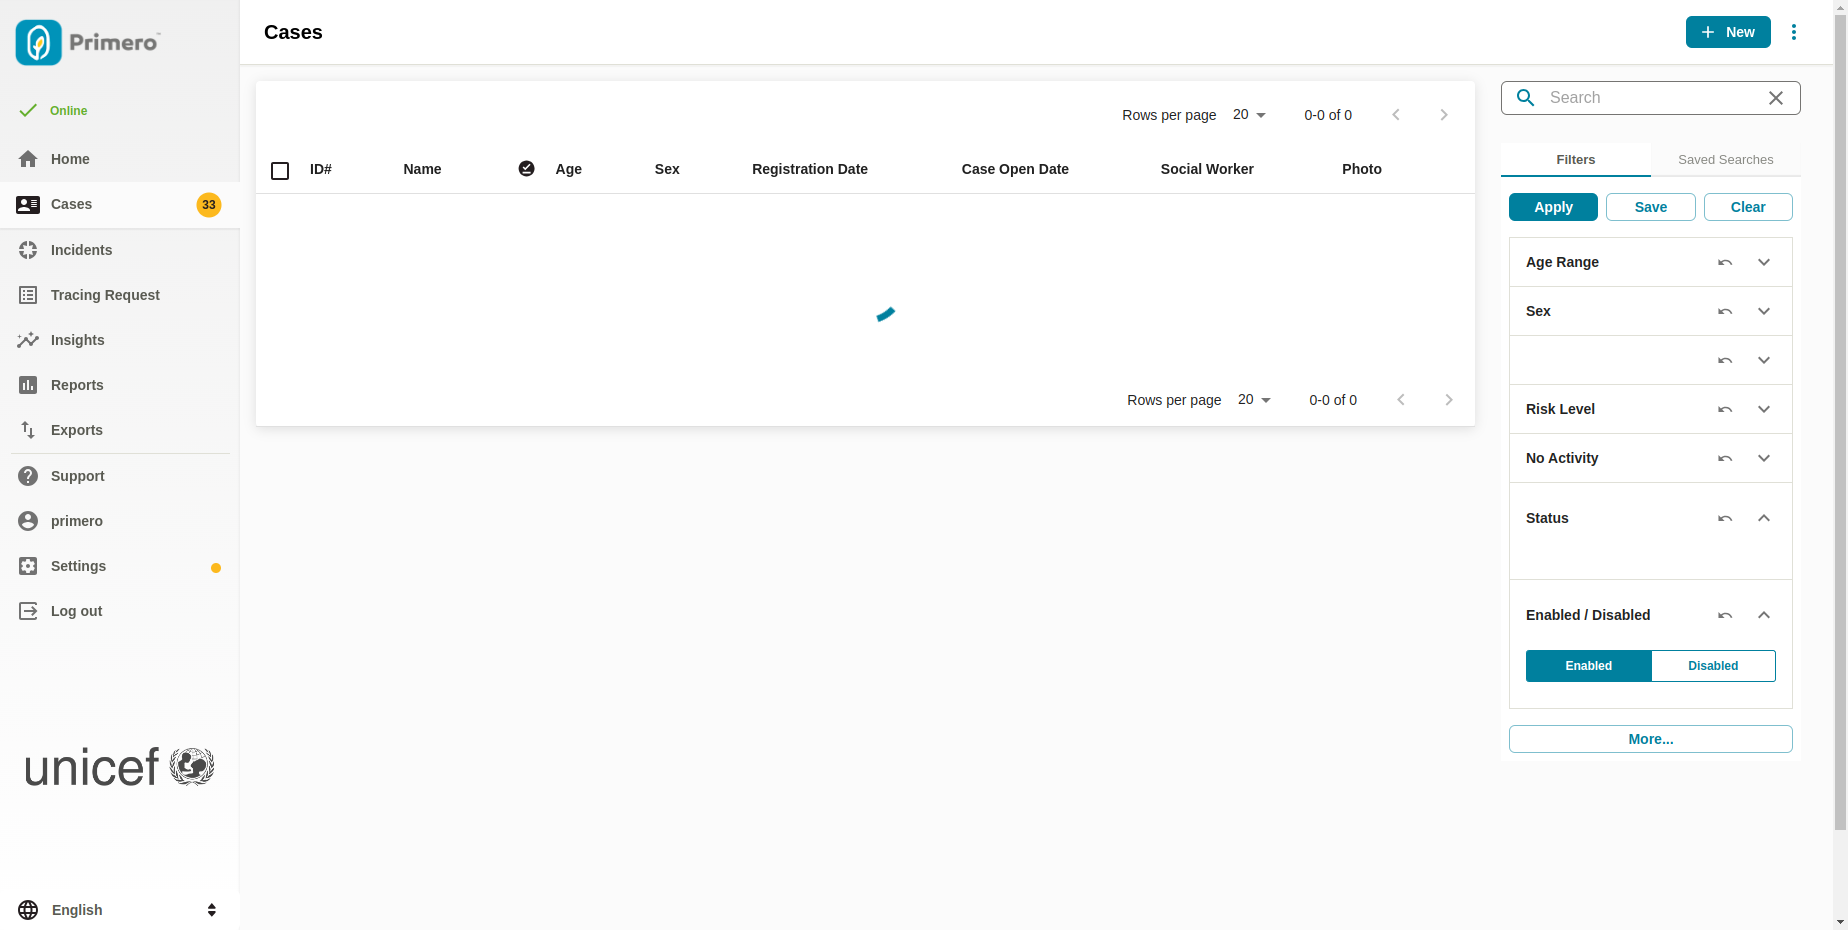 Primero™
Online
Home
Cases
33
Incidents
Tracing Request
Insights
Reports
Exports
Support
primero
Settings
Log out
unicef
English
Cases
New
Rows per page 20 0-0 of 0
ID# Name Age Sex Registration Date Case Open Date Social Worker Photo
Rows per page 20 0-0 of 0
Search
Filters Saved Searches
Apply Save Clear
Age Range
Sex
Risk Level
No Activity
Status
Enabled / Disabled
Enabled Disabled
More...